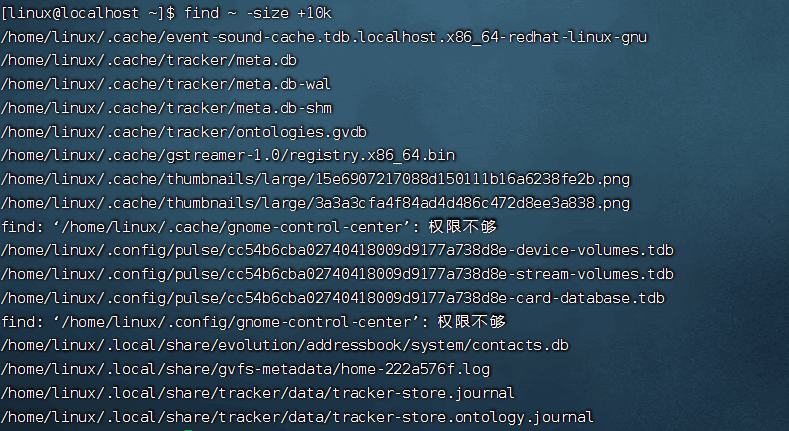 [linux@localhost ~]$ find ~ -size +10k
/home/linux/.cache/event-sound-cache.tdb.localhost.x86_64-redhat-linux-gnu
/home/linux/.cache/tracker/meta.db
/home/linux/.cache/tracker/meta.db-wal
/home/linux/.cache/tracker/meta.db-shm
/home/linux/.cache/tracker/ontologies.gvdb
/home/linux/.cache/gstreamer-1.0/registry.x86_64.bin
/home/linux/.cache/thumbnails/large/15e6907217088d150111b16a6238fe2b.png
/home/linux/.cache/thumbnails/large/3a3a3cfa4f84ad4d486c472d8ee3a838.png
find: ‘/home/linux/.cache/gnome-control-center’: 权限不够
/home/linux/.config/pulse/cc54b6cba02740418009d9177a738d8e-device-volumes.tdb
/home/linux/.config/pulse/cc54b6cba02740418009d9177a738d8e-stream-volumes.tdb
/home/linux/.config/pulse/cc54b6cba02740418009d9177a738d8e-card-database.tdb
find: ‘/home/linux/.config/gnome-control-center’: 权限不够
/home/linux/.local/share/evolution/addressbook/system/contacts.db
/home/linux/.local/share/gvfs-metadata/home-222a576f.log
/home/linux/.local/share/tracker/data/tracker-store.journal
/home/linux/.local/share/tracker/data/tracker-store.ontology.journal